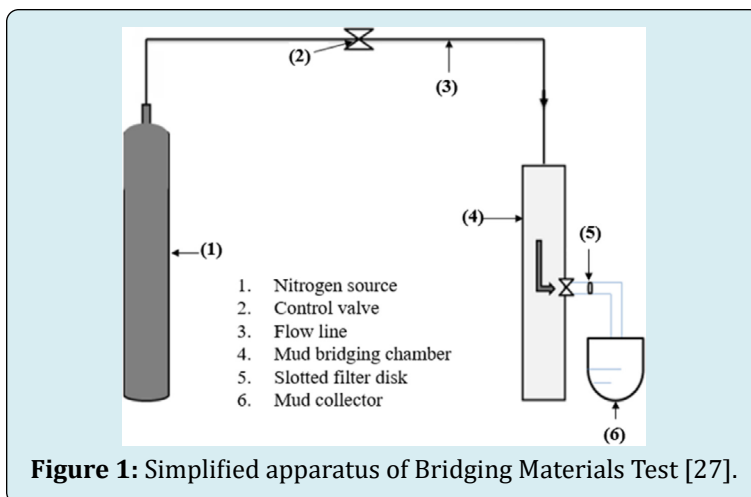 (2)
(3)
(4)
(5)
(1)
1. Nitrogen source
2. Control valve
3. Flow line
4. Mud bridging chamber
5. Slotted filter disk
6. Mud collector
(6)
Figure 1: Simplified apparatus of Bridging Materials Test [27].